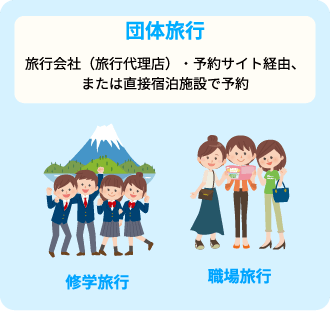 団体旅行
旅行会社（旅行代理店）・予約サイト経由、
または直接宿泊施設で予約
修学旅行
職場旅行